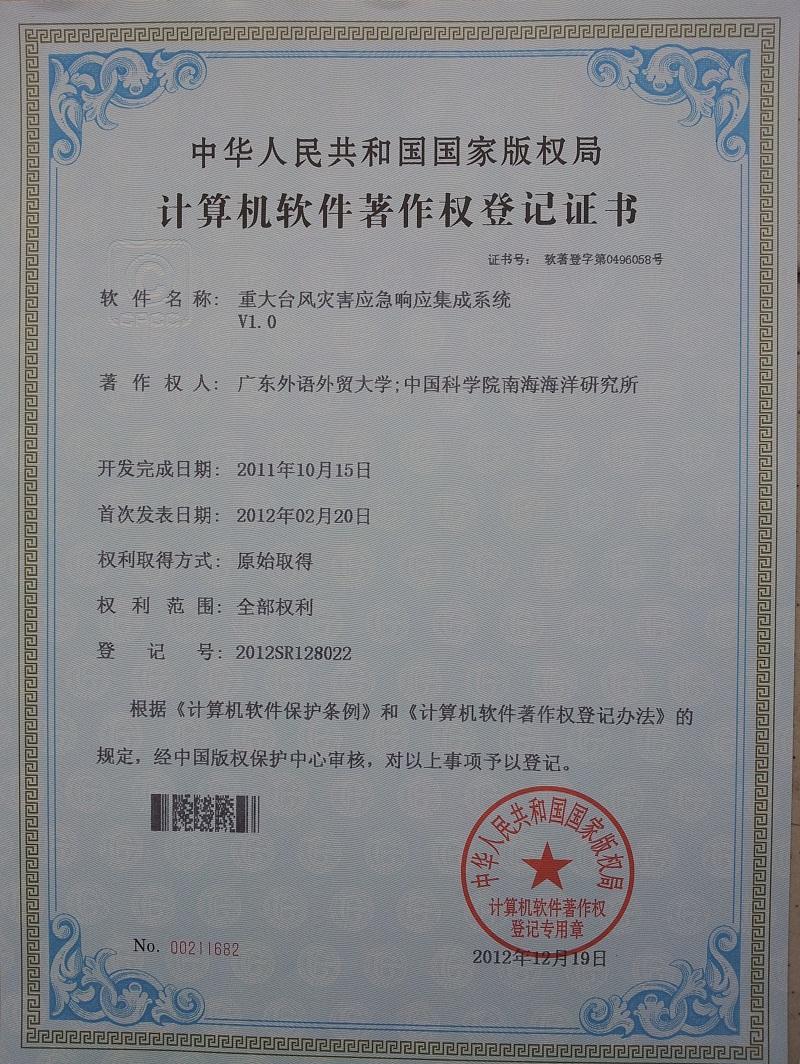 中华人民共和国国家版权局
计算机软件著作权登记证书
证书号： 软著登字第0496058号
软件名称： 重大台风灾害应急响应集成系统
V1.0
著作权人： 广东外语外贸大学;中国科学院南海海洋研究所
开发完成日期： 2011年10月15日
首次发表日期： 2012年02月20日
权利取得方式： 原始取得
权利范围： 全部权利
登记号： 2012SR128022
根据《计算机软件保护条例》和《计算机软件著作权登记办法》的
规定，经中国版权保护中心审核，对以上事项予以登记。
中华人民共和国国家版权局
计算机软件著作权
登记专用章
No. 00211682
2012年12月19日